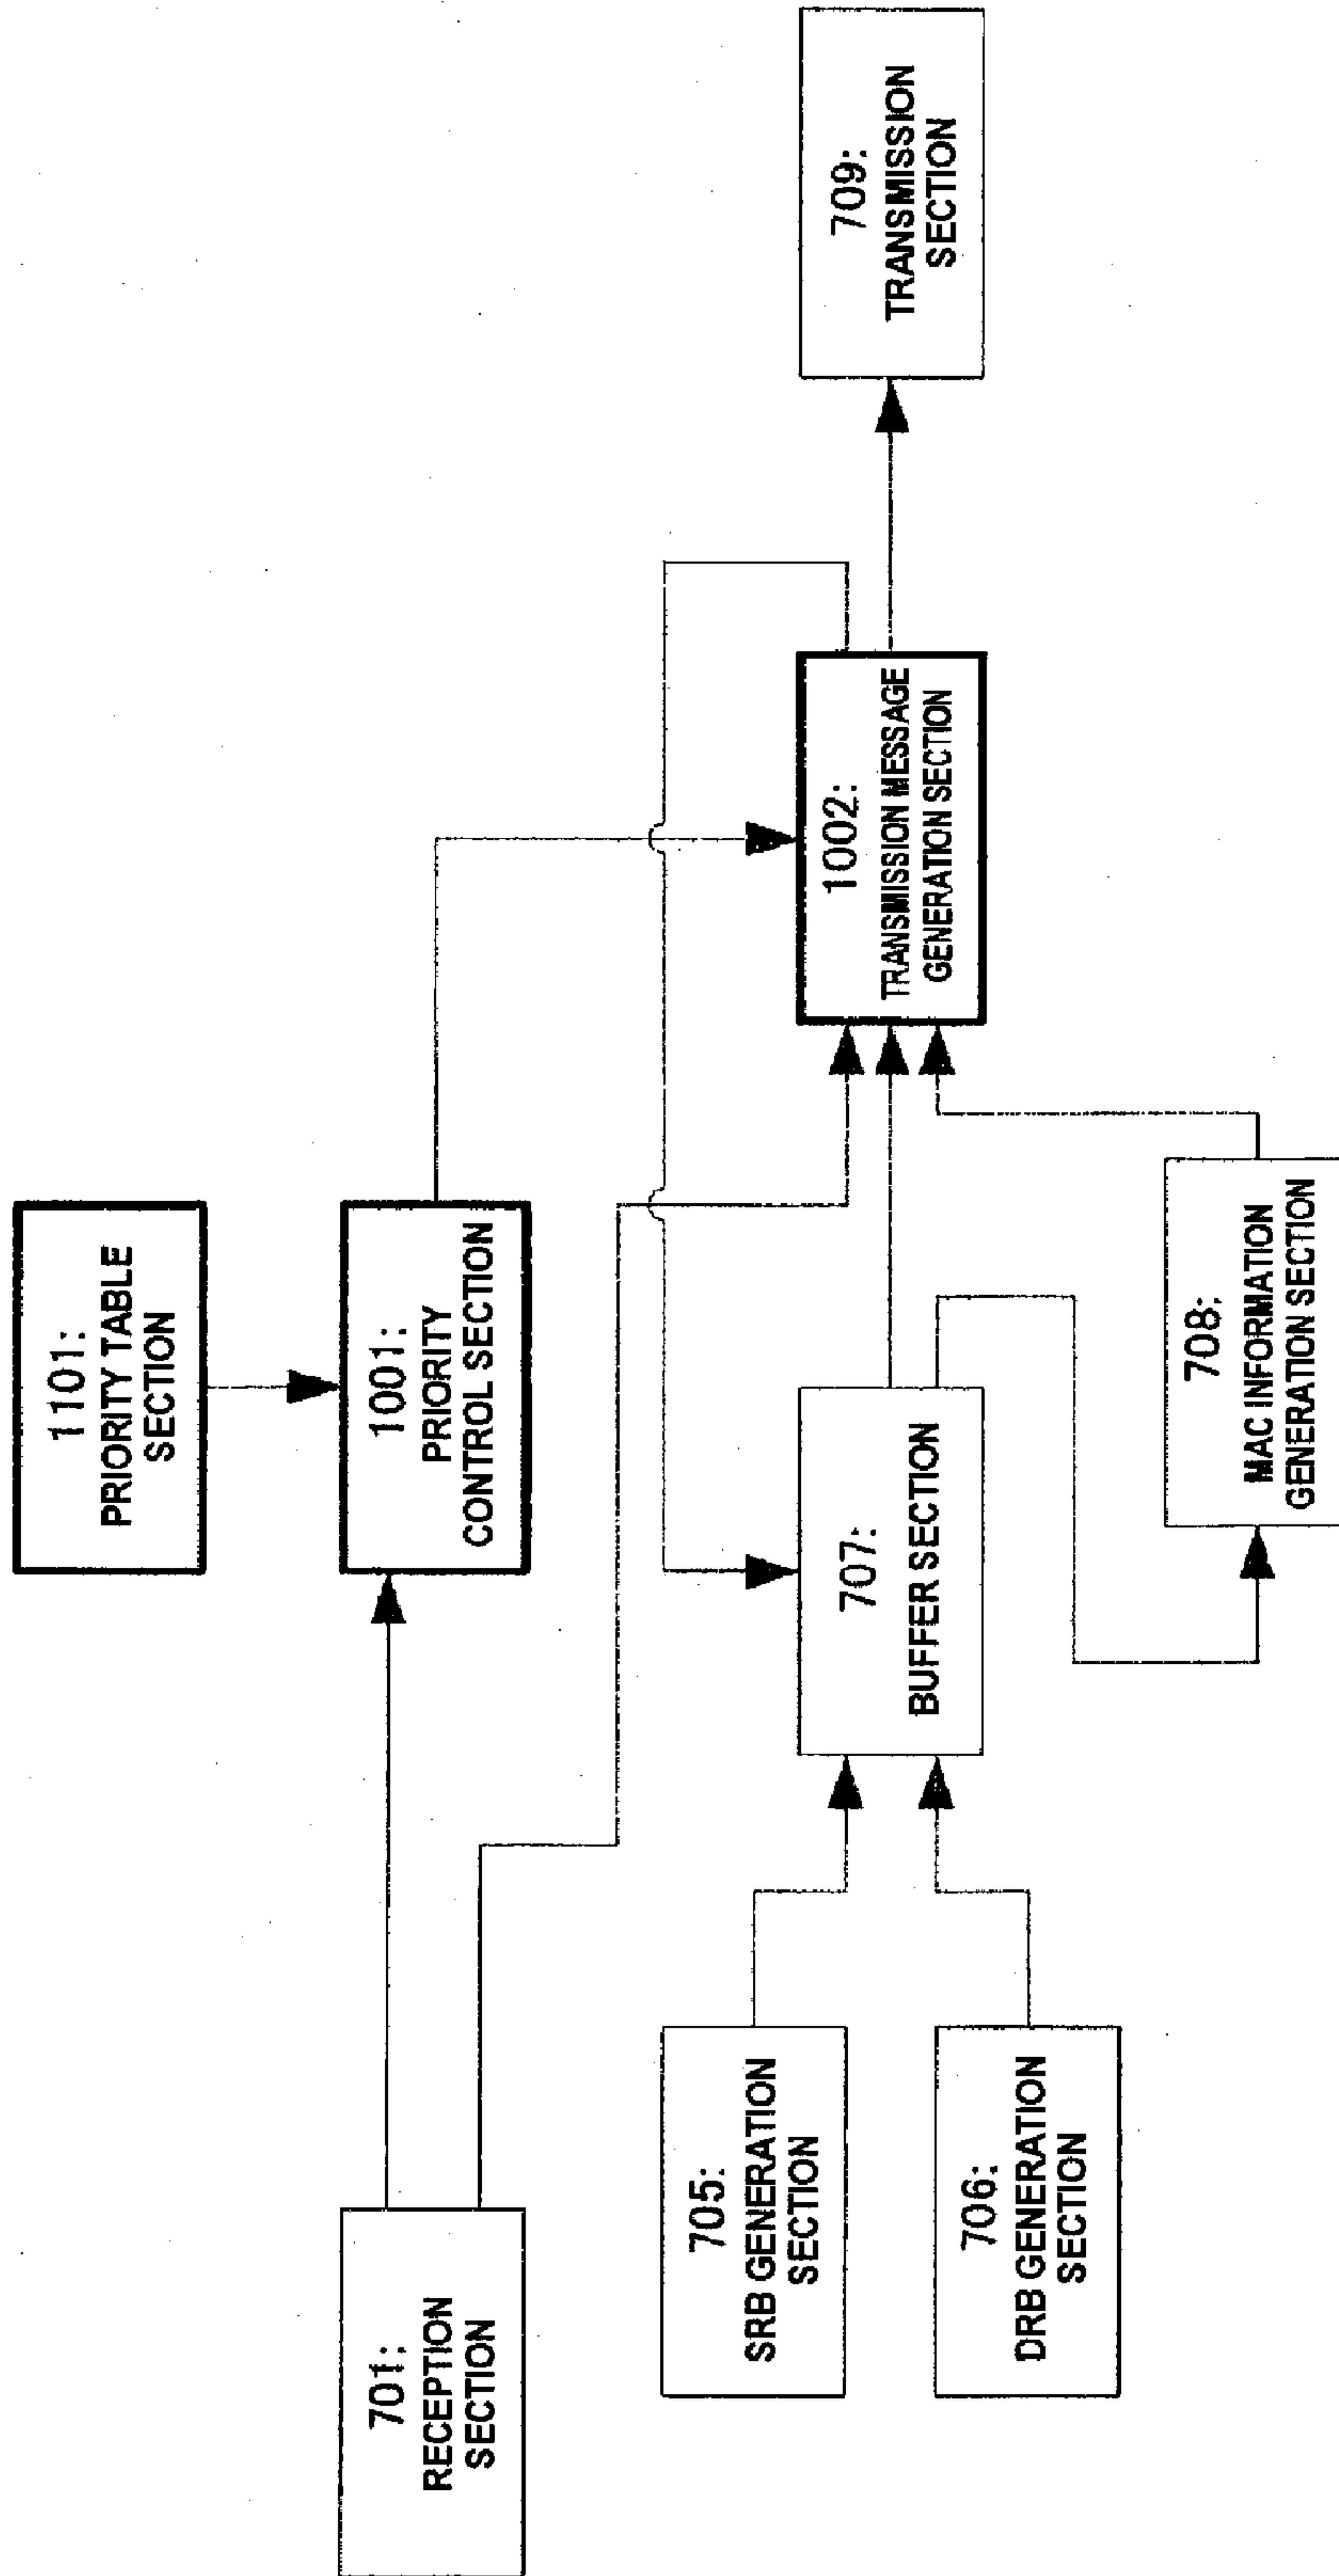 1101:
PRIORITY TABLE
SECTION
701:
RECEPTION
SECTION
1001:
PRIORITY
CONTROL SECTION
705:
SRB GENERATION
SECTION
706:
DRB GENERATION
SECTION
707:
BUFFER SECTION
1002:
TRANSMISSION MESSAGE
GENERATION SECTION
709:
TRANSMISSION
SECTION
708:
MAC INFORMATION
GENERATION SECTION